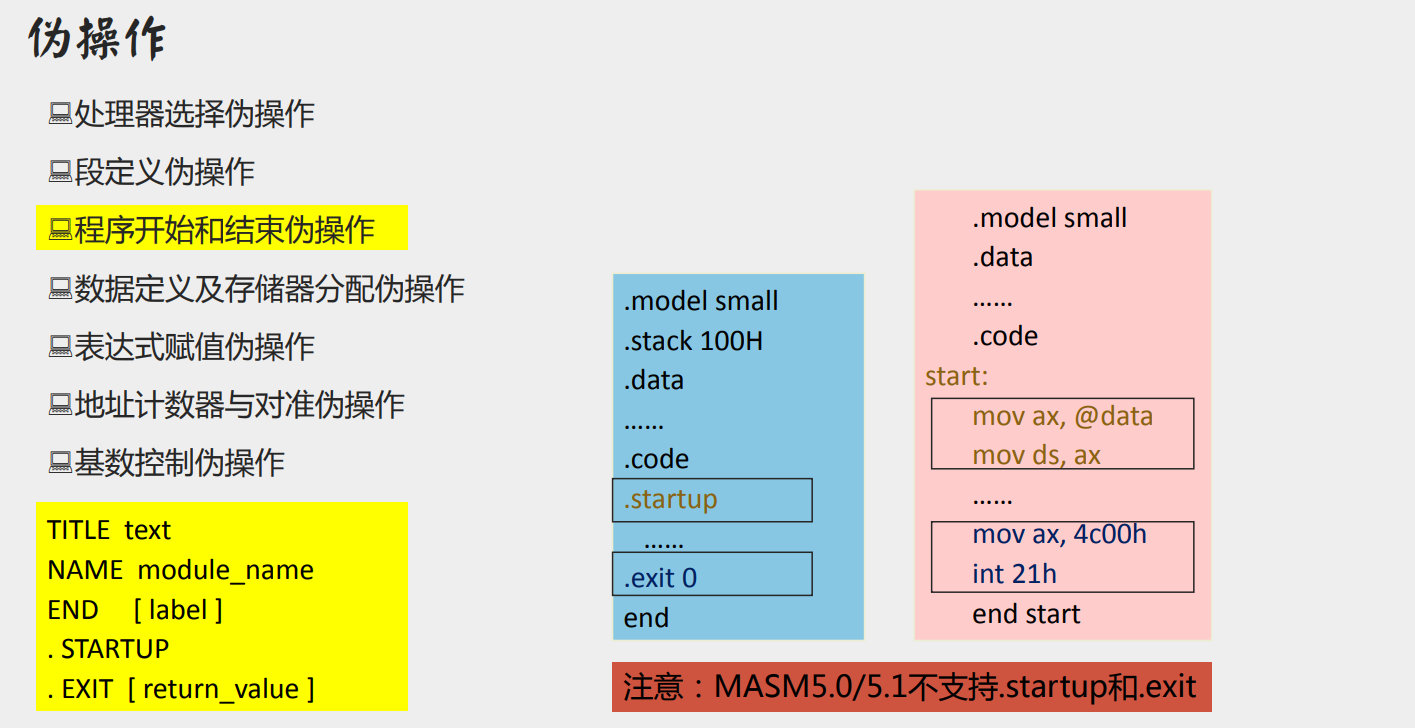 伪操作
处理器选择伪操作
段定义伪操作
程序开始和结束伪操作
数据定义及存储器分配伪操作
表达式赋值伪操作
地址计数器与对准伪操作
基数控制伪操作
TITLE text
NAME module_name
END [ label ]
. STARTUP
. EXIT [ return_value ]
.model small
.stack 100H
.data
……
.code
.startup
……
.exit 0
end
.model small
.data
……
.code
start:
mov ax, @data
mov ds, ax
……
mov ax, 4c00h
int 21h
end start
注意：MASM5.0/5.1不支持.startup和.exit